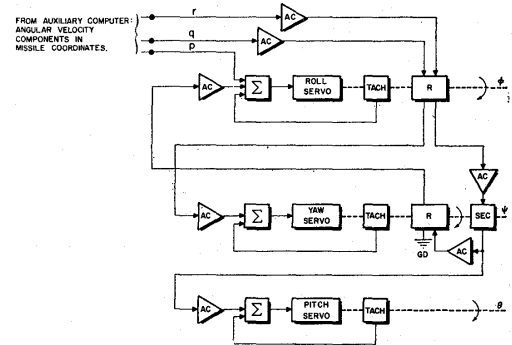 FROM AUXILIARY COMPUTER:
ANGULAR VELOCITY
COMPONENTS IN
MISSILE COORDINATES.
r
q
p
AC
AC
AC
Σ
ROLL
SERVO
TACH
R
ϕ
AC
AC
Σ
YAW
SERVO
TACH
R
SEC
ψ
GD
AC
AC
Σ
PITCH
SERVO
TACH
θ